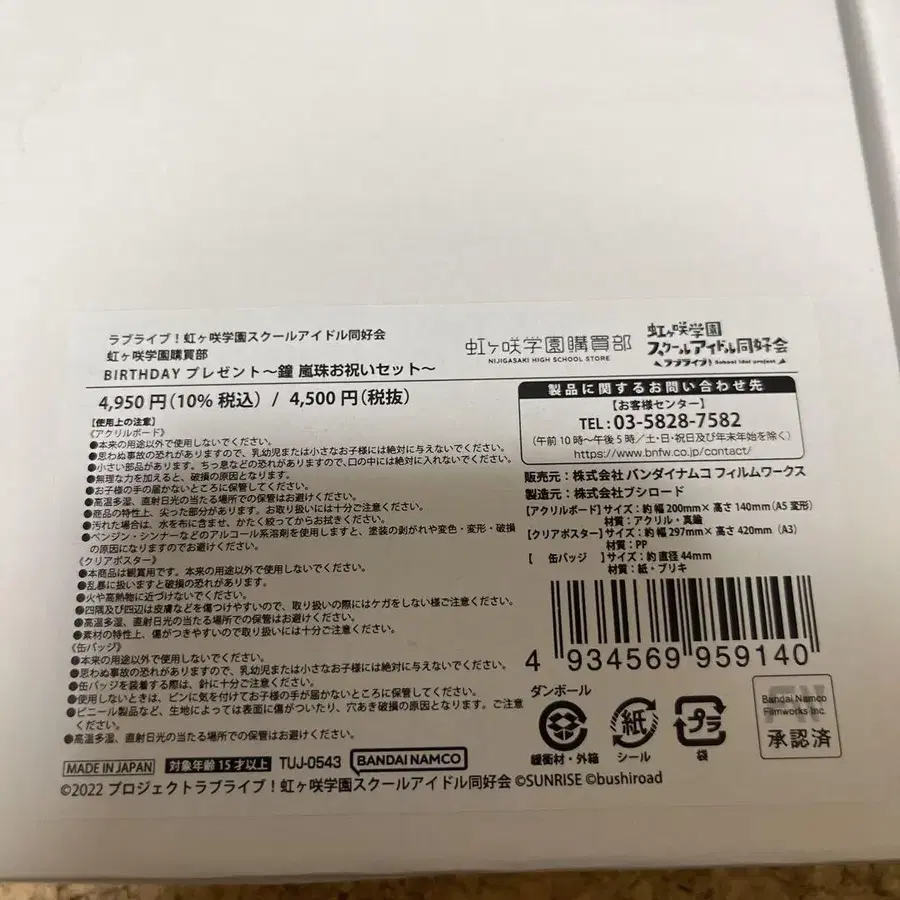 ラブライブ！虹ヶ咲学園スクールアイドル同好会
虹ヶ咲学園購買部
BIRTHDAY プレゼント～鐘 嵐珠お祝いセット～
虹ヶ咲学園購買部
NIJIGASAKI HIGH SCHOOL STORE
虹ヶ咲学園
スクールアイドル同好会
ラブライブ! School idol project
4,950 円(10% 税込) / 4,500 円(税抜)
【使用上の注意】
《アクリルボード》
●本来の用途以外で使用しないでください。
●思わぬ事故の恐れがありますので、乳幼児または小さなお子様には絶対に与えないでください。
●小さい部品があります。ちっ息などの恐れがありますので、口の中には絶対に入れないでください。
●無理な力を加えると、破損の原因となります。
●お子様の手の届かないところに保管してください。
●高温多湿、直射日光の当たる場所での保管はお避けください。
●商品の特性上、尖った部分があります。お取り扱いには十分ご注意ください。
●汚れた場合は、水を布に含ませ、かたく絞ってからお拭きください。
●ベンジン・シンナーなどのアルコール系溶剤を使用しますと、塗装の剥がれや変色・変形・破損
の原因になりますのでお避けください。
《クリアポスター》
●本商品は観賞用です。本来の用途以外で使用しないでください。
●乱暴に扱いますと破損の恐れがあります。
●火や高熱物に近づけないでください。
●四隅及び四辺は皮膚などを傷つけやすいので、取り扱いの際にはケガをしない様ご注意ください。
●高温多湿、直射日光の当たる場所での保管はお避けください。
●素材の特性上、傷がつきやすいので取り扱いには十分ご注意ください。
《缶バッジ》
●本来の用途以外で使用しないでください。
●思わぬ事故の恐れがありますので、乳幼児または小さなお子様には絶対に与えないでください。
●缶バッジを装着する際は、針に十分ご注意ください。
●使用しないときは、ピンに気を付けてお子様の手が届かないところに保管してください。
●ビニール製品など、生地によっては表面に傷がついたり、穴あき破損の原因となります。ご注意
ください。
●高温多湿、直射日光の当たる場所での保管はお避けください。
製品に関するお問い合わせ先
【お客様センター】
TEL : 03-5828-7582
(午前 10 時～午後 5 時／土・日・祝日及び年末年始を除く)
https://www.bnfw.co.jp/contact/
販売元：株式会社 バンダイナムコ フィルムワークス
製造元：株式会社ブシロード
【アクリルボード】サイズ：約 幅 200mm× 高さ 140mm (A5 変形)
材質：アクリル・真鍮
【クリアポスター】サイズ：約 幅 297mm× 高さ 420mm (A3)
材質：PP
【 缶バッジ 】サイズ：約 直径 44mm
材質：紙・ブリキ
4 934569 959140
ダンボール
紙
プラ
緩衝材・外箱
シール
袋
Bandai Namco
Filmworks Inc.
承認済
MADE IN JAPAN 対象年齢 15 才以上 TUJ-0543 BANDAI NAMCO
©2022 プロジェクトラブライブ！虹ヶ咲学園スクールアイドル同好会 ©SUNRISE ©bushiroad